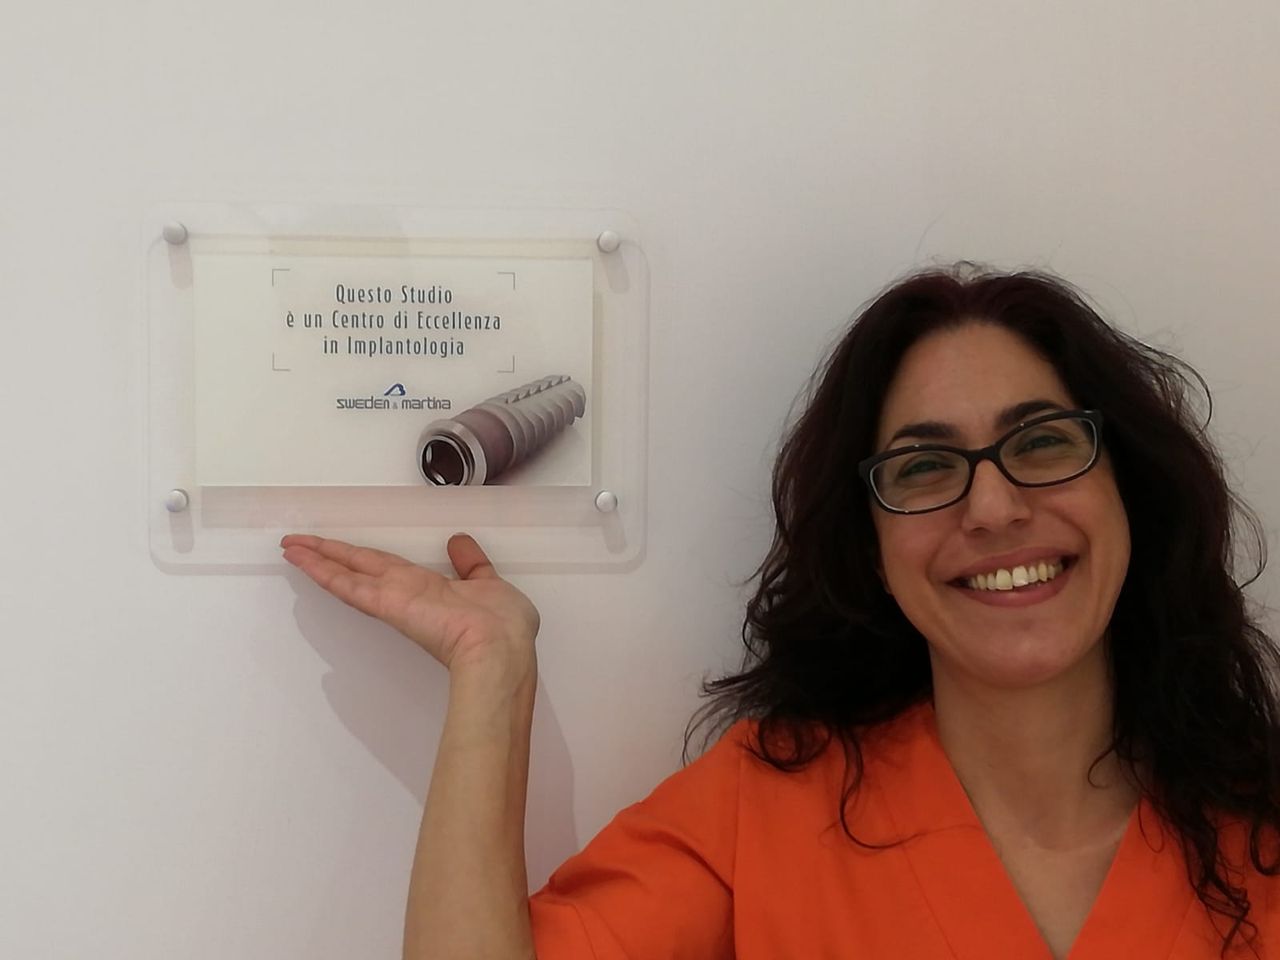 Questo Studio
è un Centro di Eccellenza
in Implantologia
sweden & martina